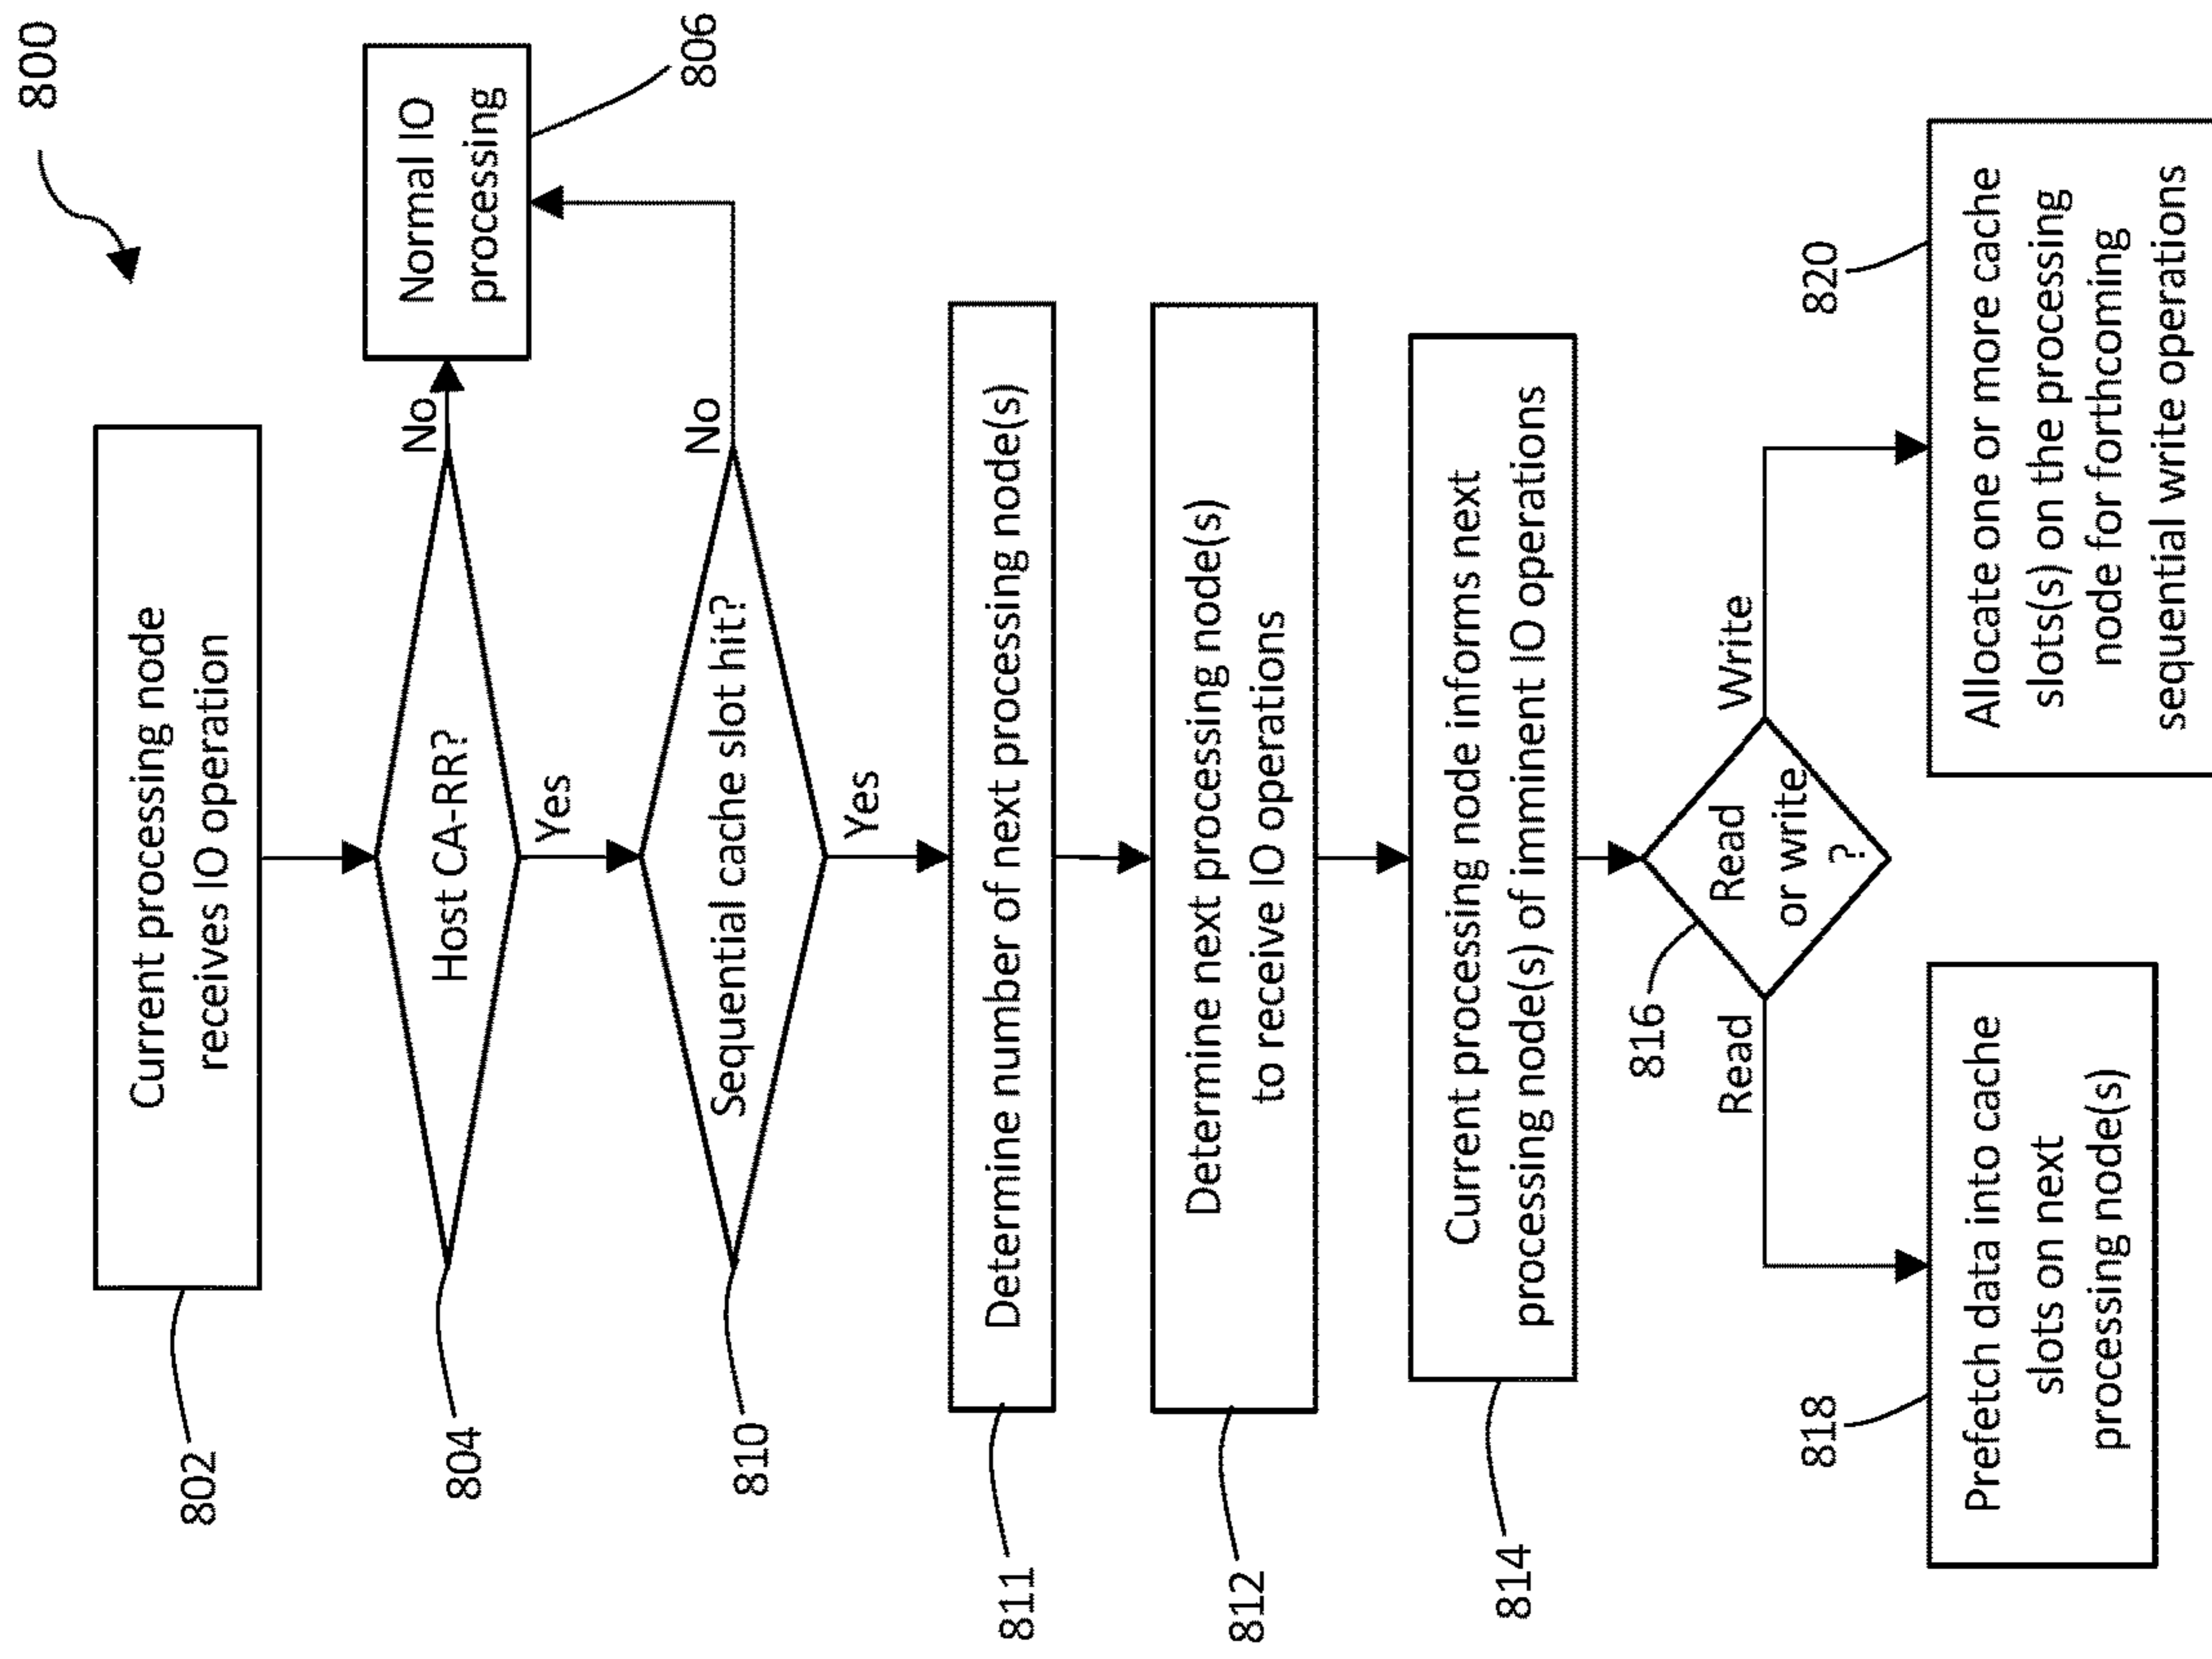 800
802
Current processing node
receives IO operation
804
Host CA-RR?
No
Normal IO
processing
806
Yes
810
Sequential cache slot hit?
No
Yes
811
Determine number of next processing node(s)
812
Determine next processing node(s)
to receive IO operations
814
Current processing node informs next
processing node(s) of imminent IO operations
816
Read
or write
?
Read
Write
818
Prefetch data into cache
slots on next
processing node(s)
820
Allocate one or more cache
slots(s) on the processing
node for forthcoming
sequential write operations